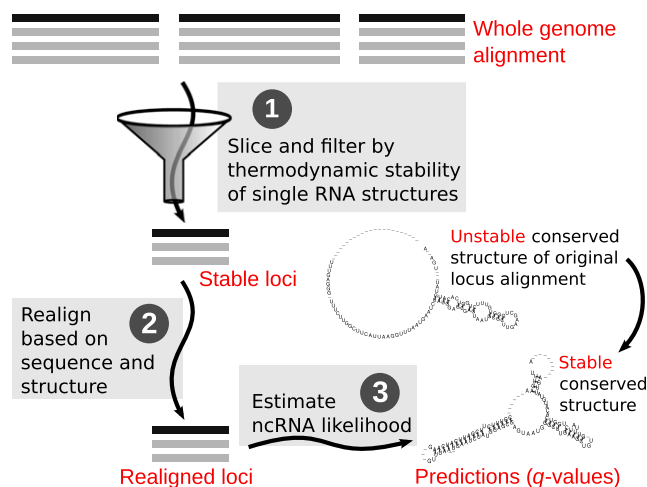 Whole genome
alignment
1
Slice and filter by
thermodynamic stability
of single RNA structures
Stable loci
Unstable conserved
structure of original
locus alignment
Realign
based on
sequence and
structure
2
Stable
conserved
structure
3
Estimate
ncRNA likelihood
Realigned loci
Predictions (q-values)